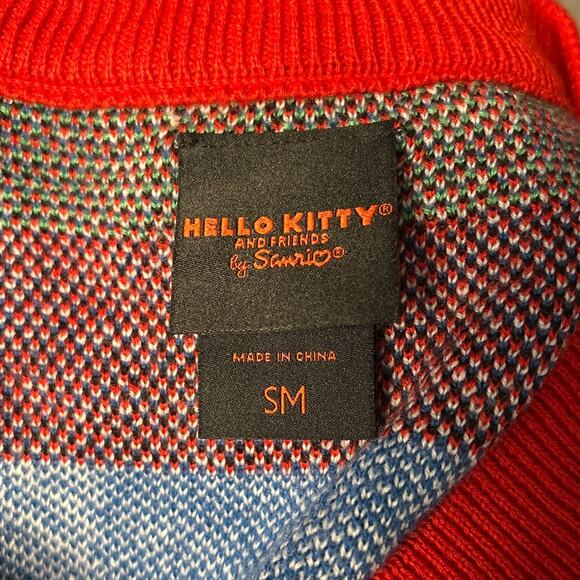 HELLO KITTY®
AND FRIENDS
by Sanrio®
MADE IN CHINA
SM